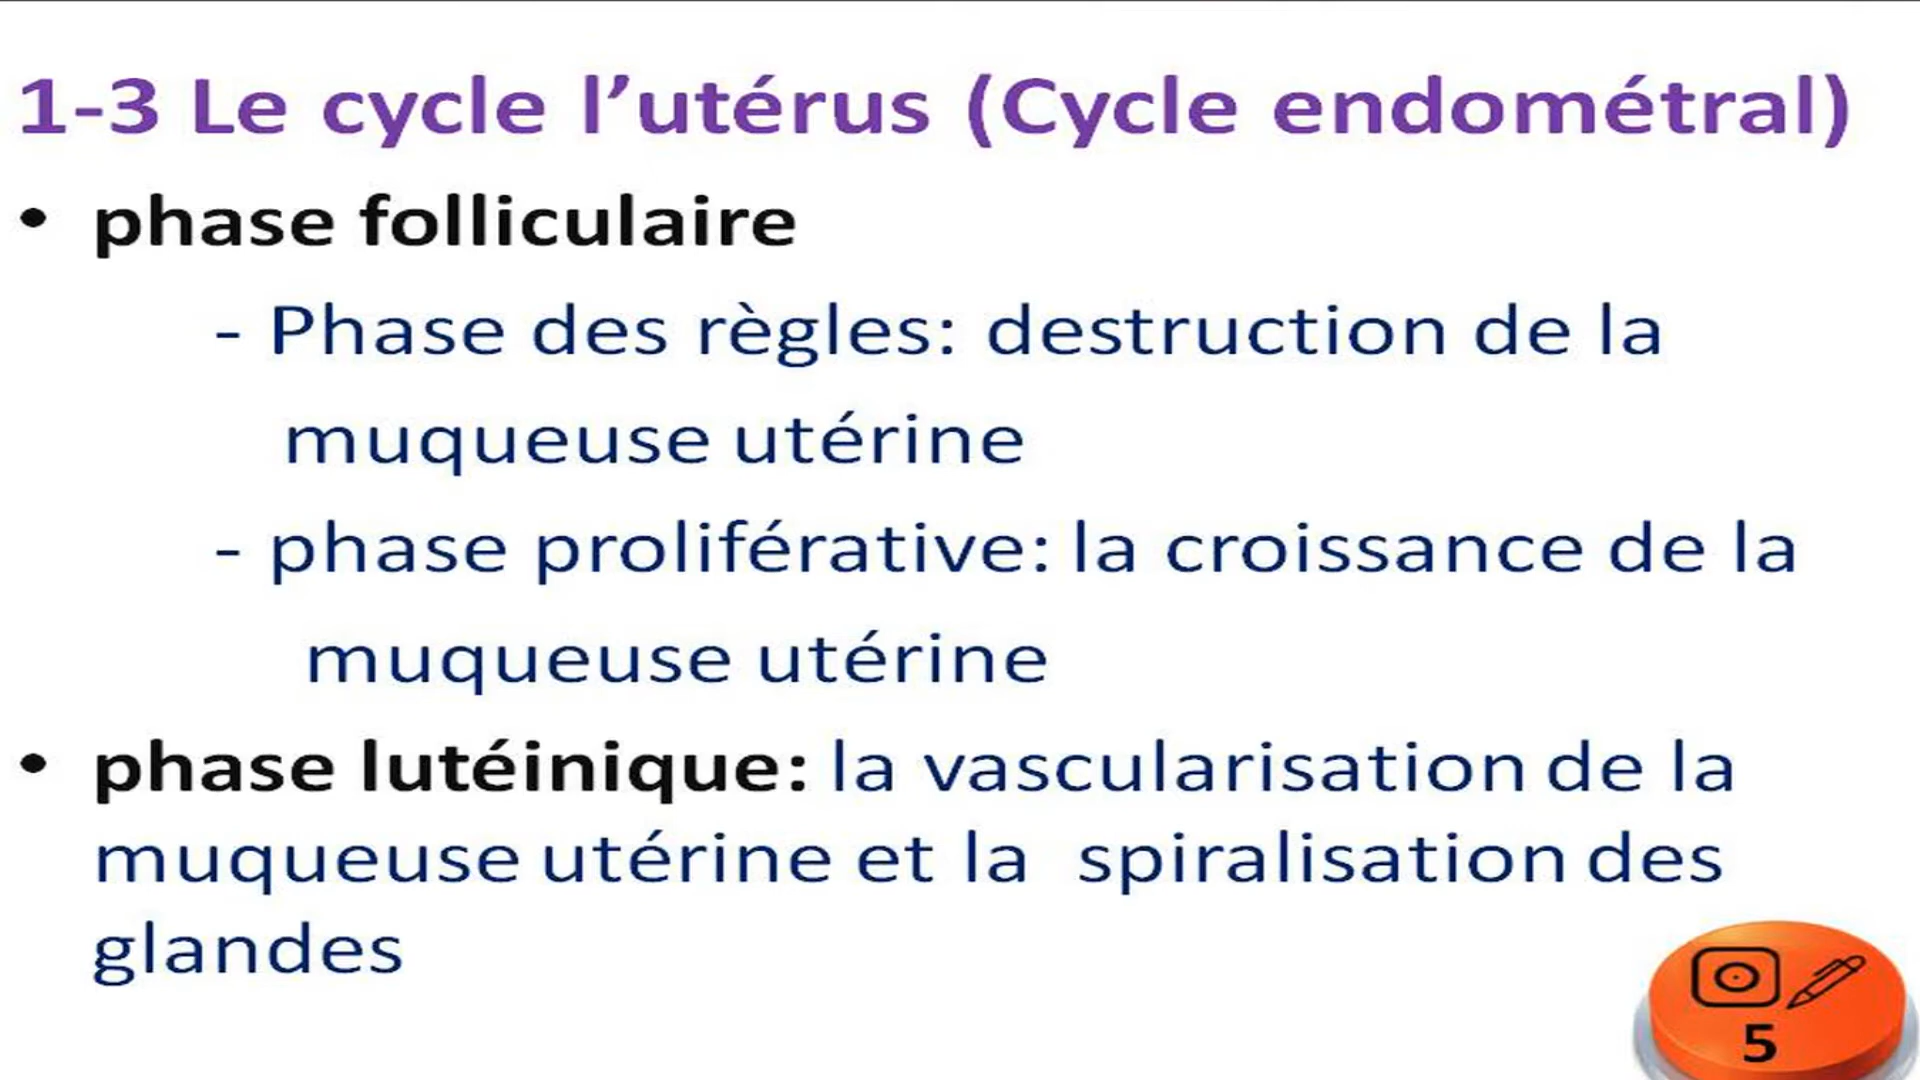 1-3 Le cycle l’utérus (Cycle endométral)
• phase folliculaire
- Phase des règles: destruction de la
muqueuse utérine
- phase proliférative: la croissance de la
muqueuse utérine
• phase lutéinique: la vascularisation de la
muqueuse utérine et la spiralisation des
glandes
5